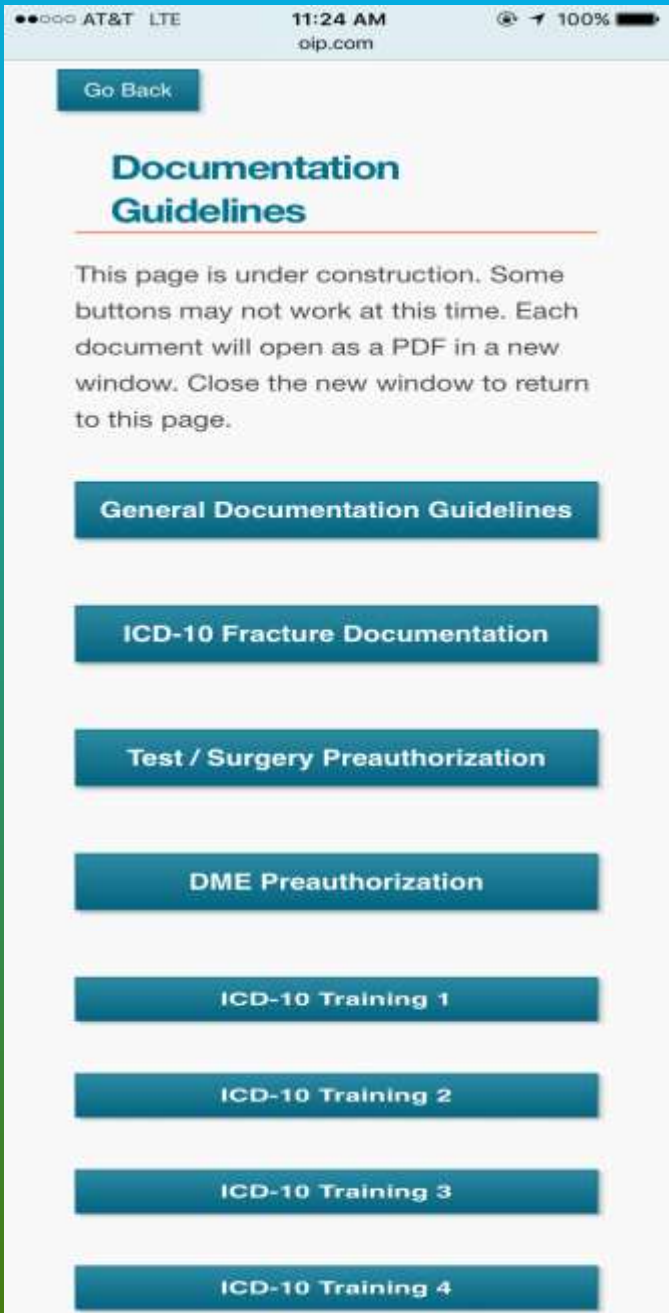 AT&T LTE 11:24 AM 100%
oip.com
Go Back
Documentation
Guidelines
This page is under construction. Some
buttons may not work at this time. Each
document will open as a PDF in a new
window. Close the new window to return
to this page.
General Documentation Guidelines
ICD-10 Fracture Documentation
Test / Surgery Preauthorization
DME Preauthorization
ICD-10 Training 1
ICD-10 Training 2
ICD-10 Training 3
ICD-10 Training 4